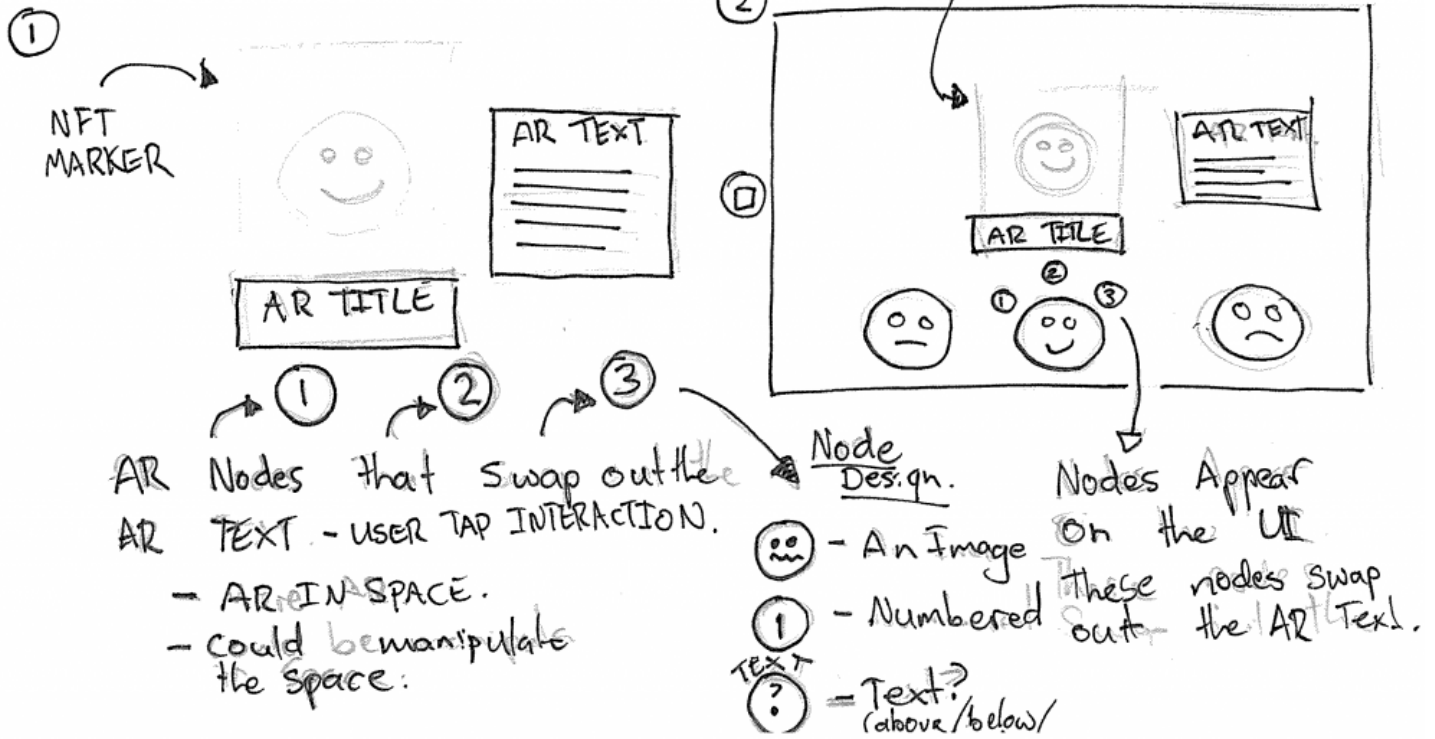 1
NFT
MARKER
AR TEXT
AR TITLE
1
2
3
AR Nodes that swap out the
AR TEXT - USER TAP INTERACTION.
- AR IN SPACE.
- could be manipulate
the space.
2
AR TEXT
AR TITLE
1
2
3
Node
Design.
- An Image
1 - Numbered
TEXT
? = Text?
(above/below/
Nodes Appear
on the UI
These nodes swap
out the AR Text.